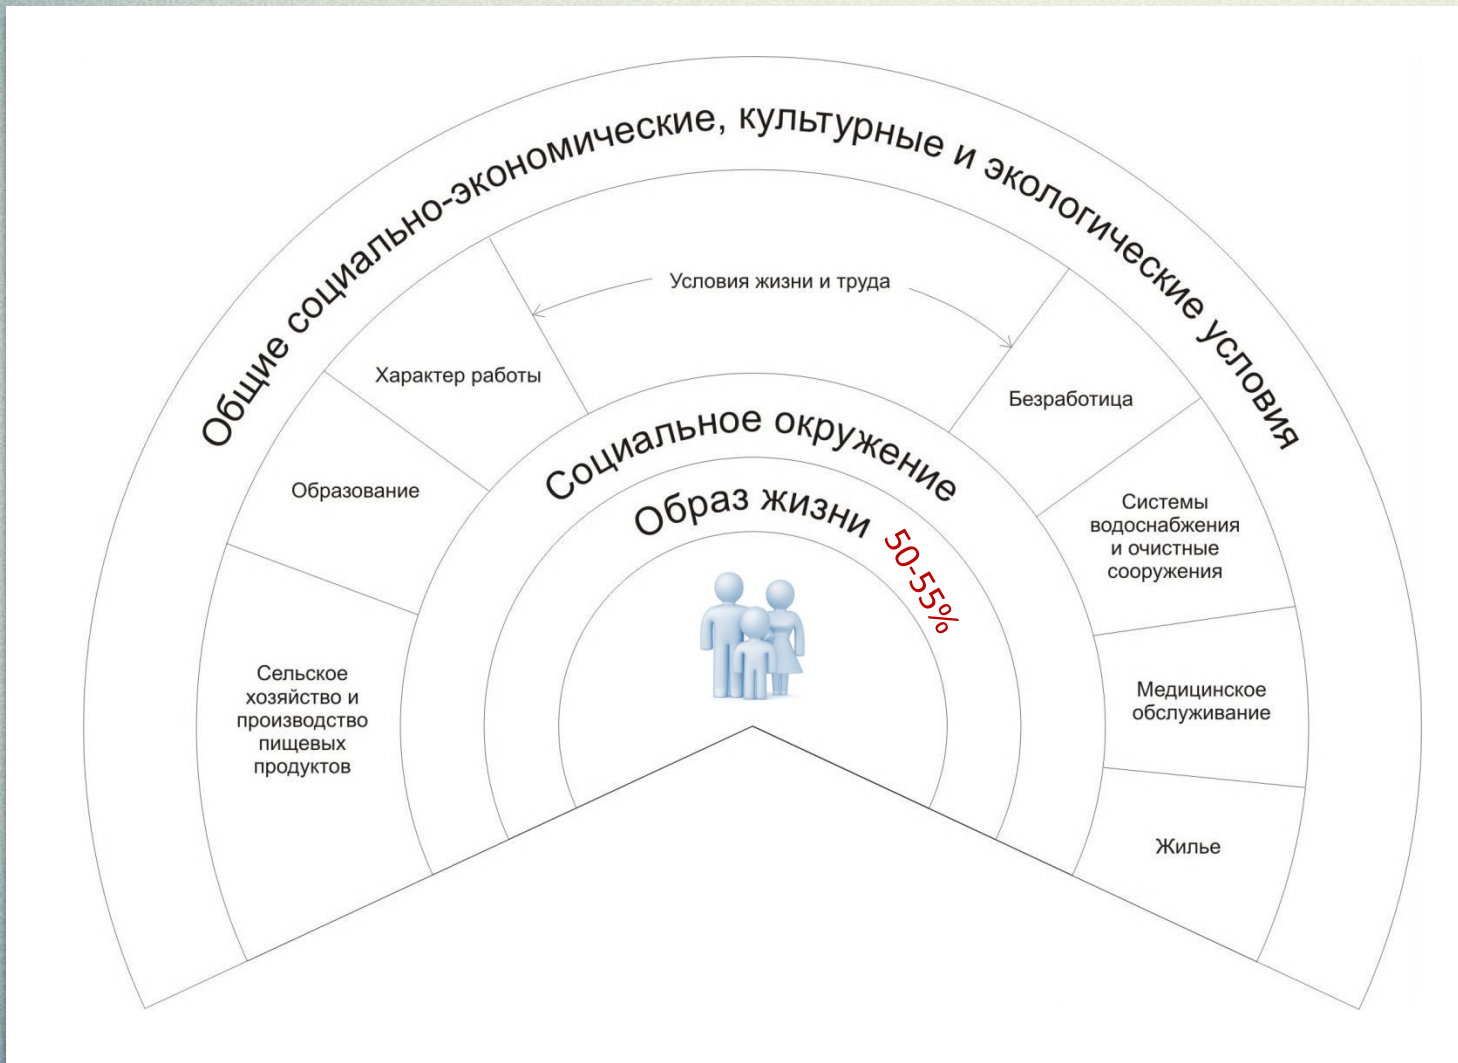 Общие социально-экономические, культурные и экологические условия
Условия жизни и труда
Характер работы
Безработица
Образование
Системы
водоснабжения
и очистные
сооружения
Сельское
хозяйство и
производство
пищевых
продуктов
Медицинское
обслуживание
Жилье
Социальное окружение
Образ жизни 50-55%